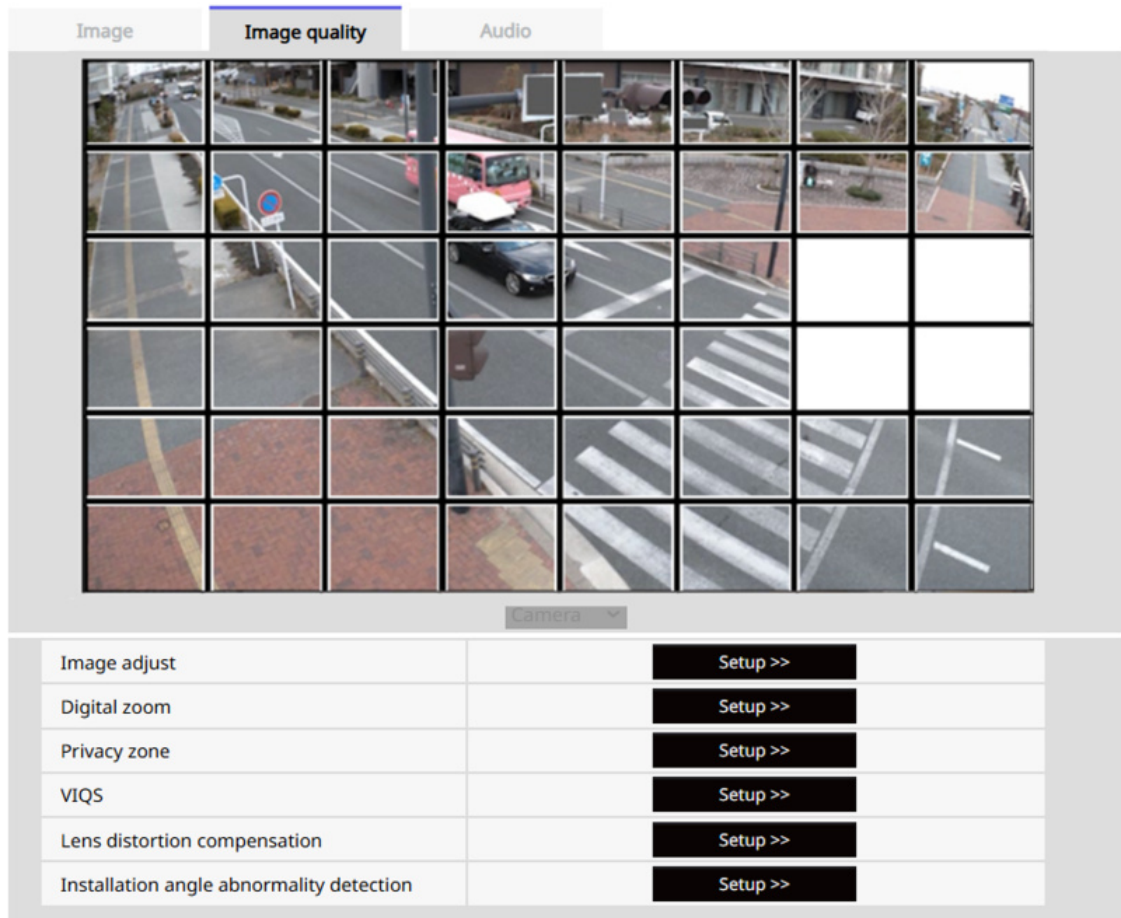 Image
Image quality
Audio
Camera
Image adjust
Setup >>
Digital zoom
Setup >>
Privacy zone
Setup >>
VIQS
Setup >>
Lens distortion compensation
Setup >>
Installation angle abnormality detection
Setup >>